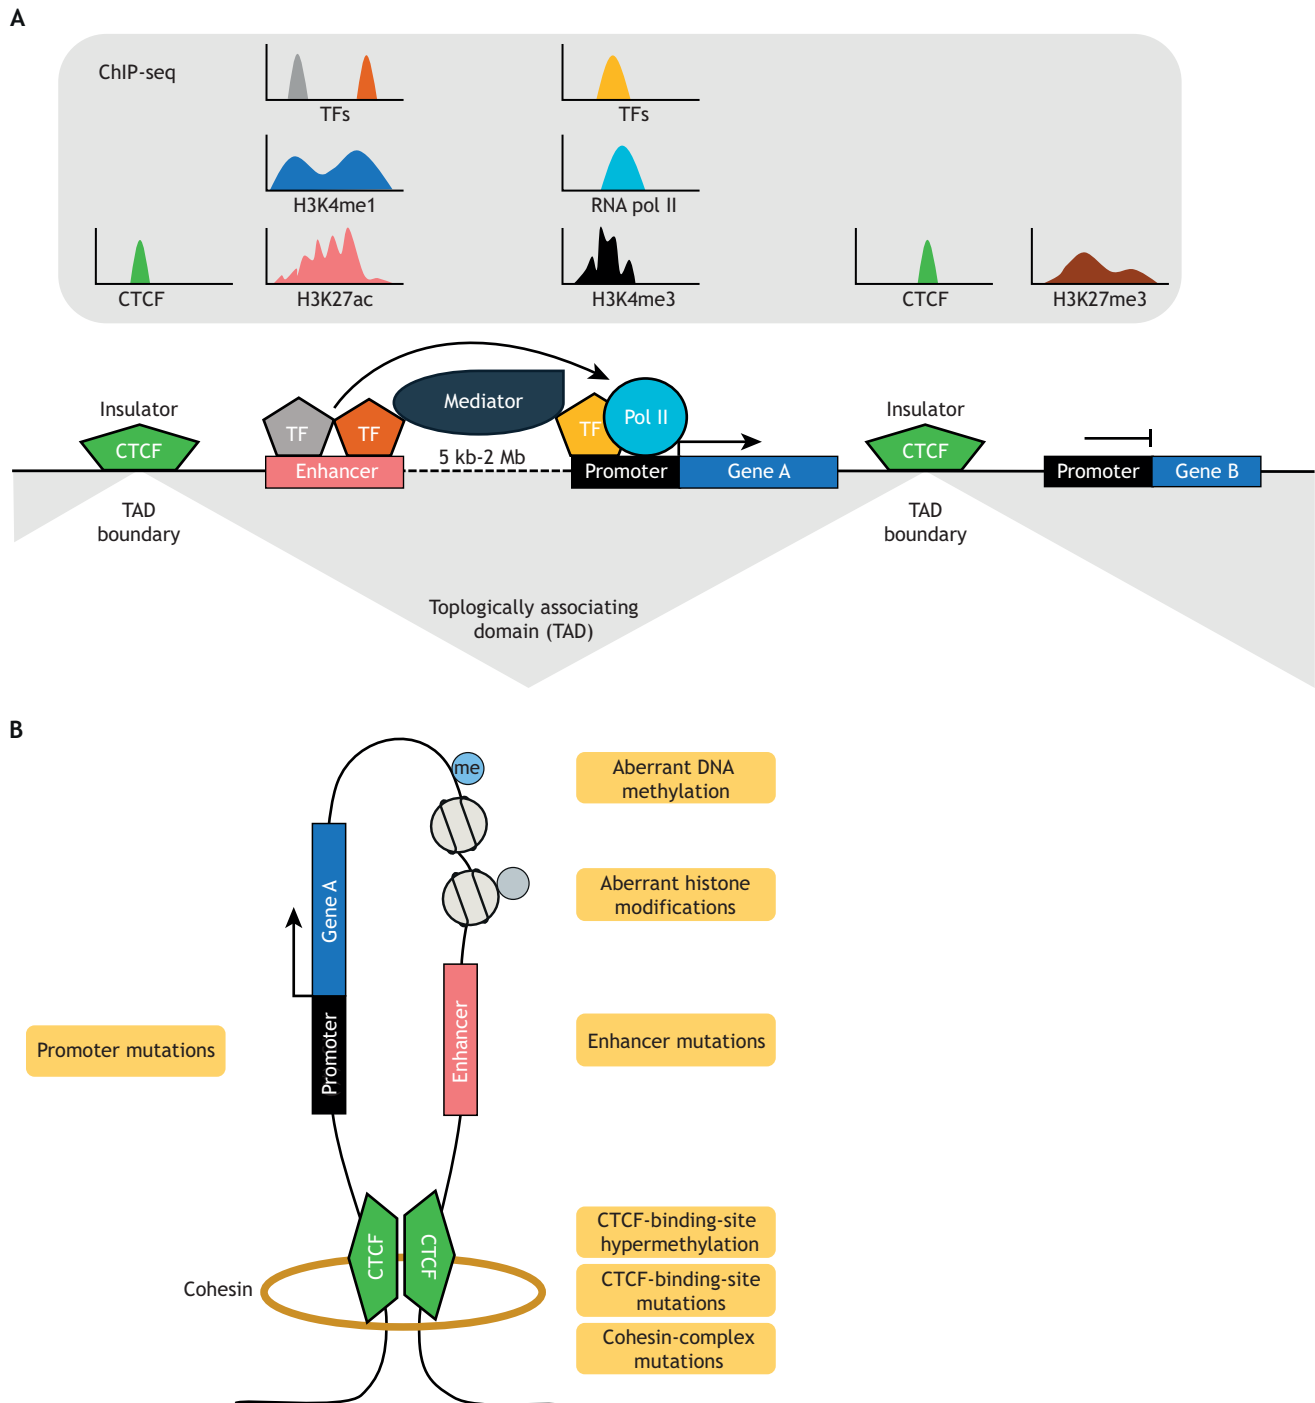 A
ChIP-seq
TFs
TFs
H3K4me1
RNA pol II
CTCF
H3K27ac
H3K4me3
CTCF
H3K27me3
Insulator
CTCF
TF
TF
Enhancer
Mediator
5 kb-2 Mb
TF
Pol II
Promoter
Gene A
Insulator
CTCF
Promoter
Gene B
TAD
boundary
TAD
boundary
Toplogically associating
domain (TAD)
B
me
Aberrant DNA
methylation
Gene A
Aberrant histone
modifications
Promoter mutations
Promoter
Enhancer
Enhancer mutations
CTCF
CTCF
Cohesin
CTCF-binding-site
hypermethylation
CTCF-binding-site
mutations
Cohesin-complex
mutations